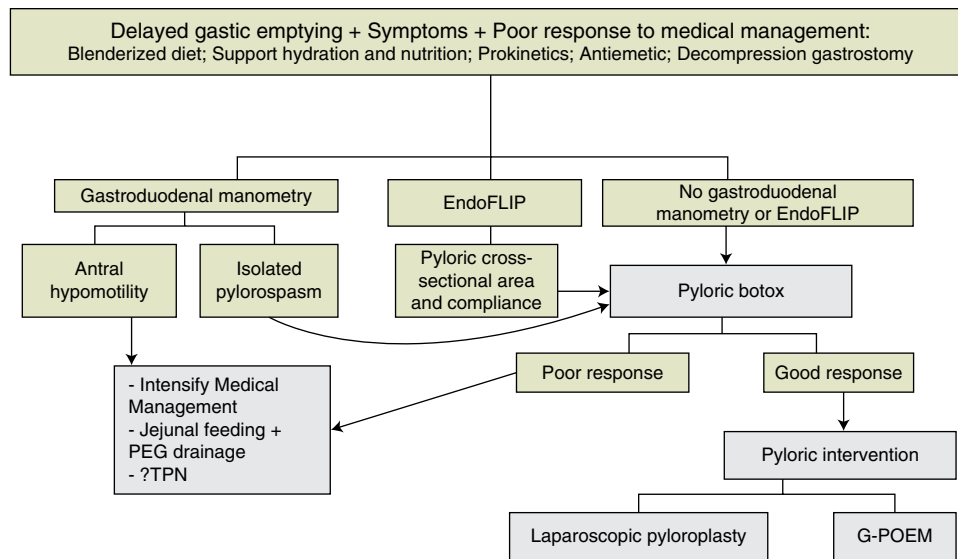 Delayed gastic emptying + Symptoms + Poor response to medical management:
Blenderized diet; Support hydration and nutrition; Prokinetics; Antiemetic; Decompression gastrostomy
Gastroduodenal manometry
EndoFLIP
No gastroduodenal
manometry or EndoFLIP
Antral
hypomotility
Isolated
pylorospasm
Pyloric cross-
sectional area
and compliance
Pyloric botox
Poor response
Good response
- Intensify Medical
Management
- Jejunal feeding +
PEG drainage
- ?TPN
Pyloric intervention
Laparoscopic pyloroplasty
G-POEM